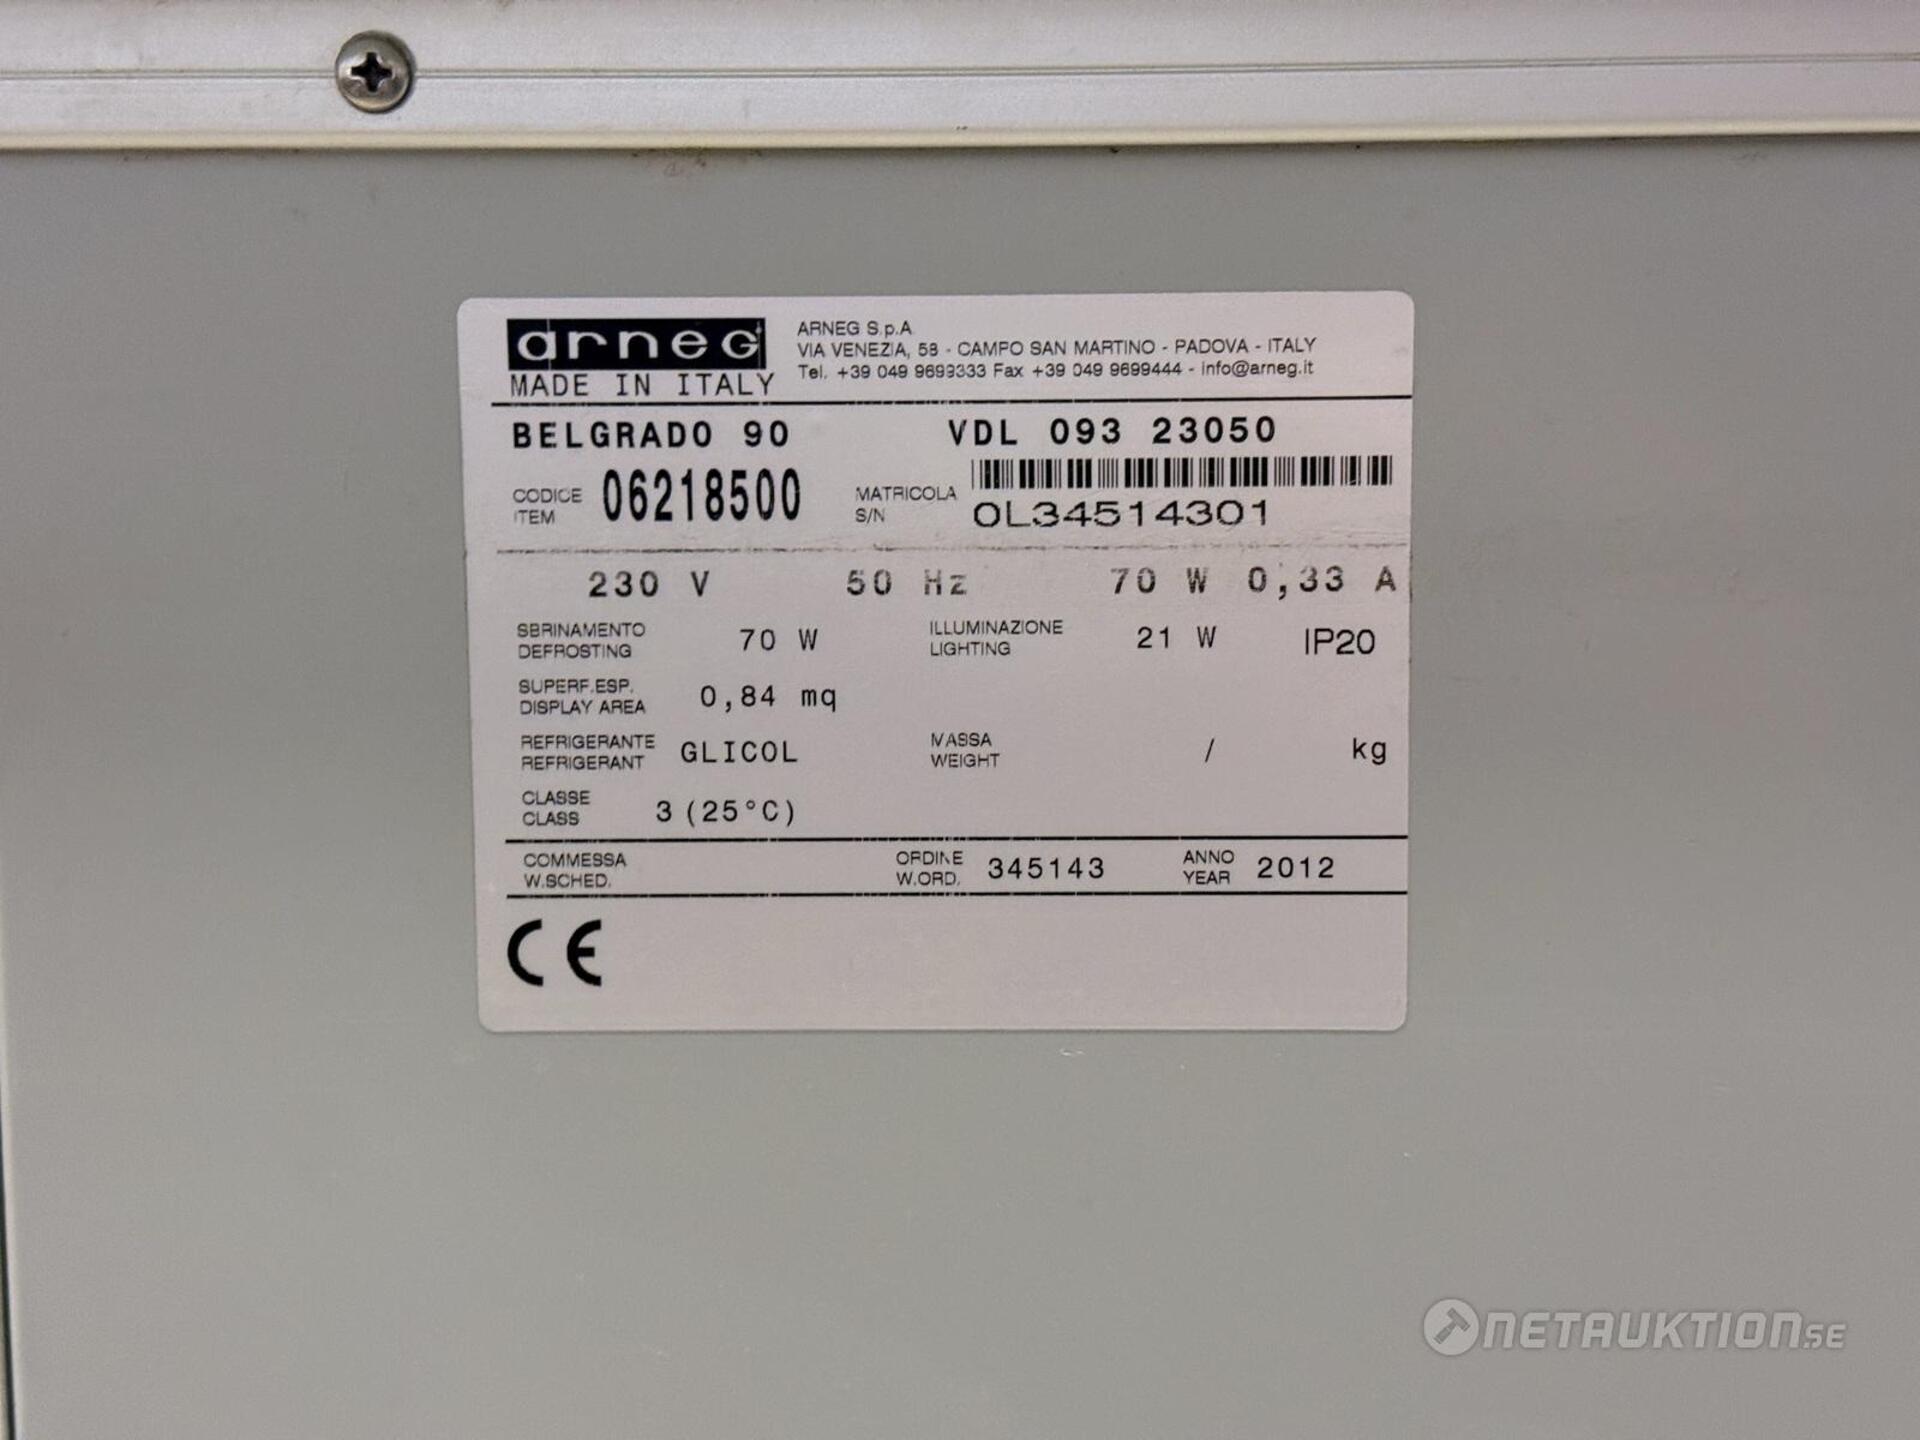 arneg
MADE IN ITALY
ARNEG S.p.A
VIA VENEZIA, 58 - CAMPO SAN MARTINO - PADOVA - ITALY
Tel. +39 049 9699333 Fax +39 049 9699444 - info@arneg.it
BELGRADO 90 VDL 093 23050
CODICE
ITEM
06218500
MATRICOLA
S/N
0L34514301
230 V 50 Hz 70 W 0,33 A
SBRINAMENTO
DEFROSTING
70 W
ILLUMINAZIONE
LIGHTING
21 W
IP20
SUPERF.ESP.
DISPLAY AREA
0,84 mq
REFRIGERANTE
REFRIGERANT
GLICOL
MASSA
WEIGHT
/ kg
CLASSE
CLASS
3 (25°C)
COMMESSA
W.SCHED.
ORDINE
W.ORD.
345143
ANNO
YEAR
2012
CE
NETAUKTION.SE